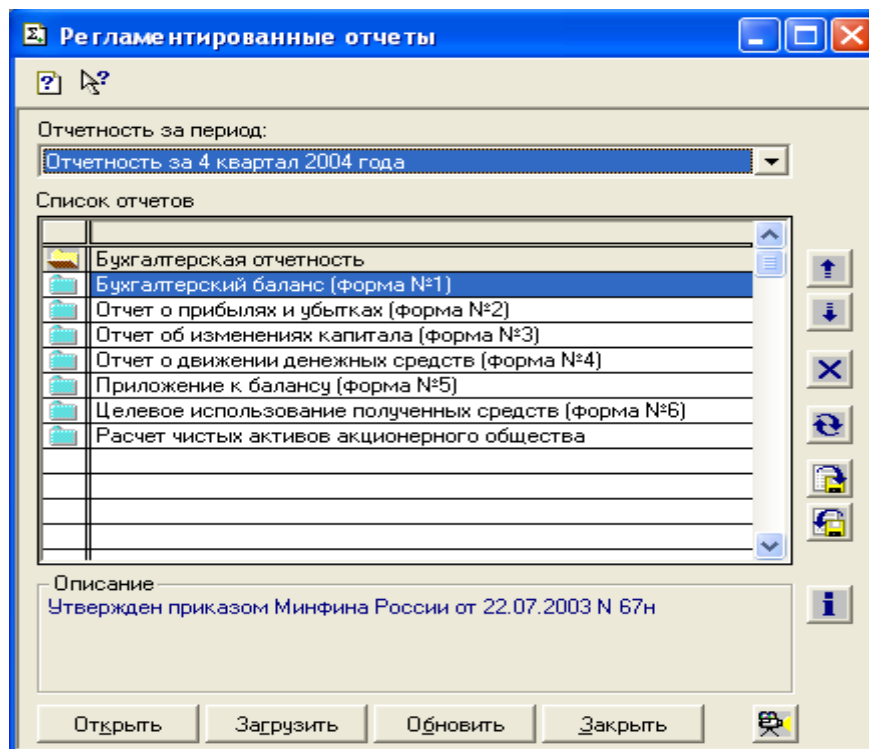 Регламентированные отчеты
Отчетность за период:
Отчетность за 4 квартал 2004 года
Список отчетов
Бухгалтерская отчетность
Бухгалтерский баланс (форма №1)
Отчет о прибылях и убытках (форма №2)
Отчет об изменениях капитала (форма №3)
Отчет о движении денежных средств (форма №4)
Приложение к балансу (форма №5)
Целевое использование полученных средств (форма №6)
Расчет чистых активов акционерного общества
Описание
Утвержден приказом Минфина России от 22.07.2003 N 67н
Открыть Загрузить Обновить Закрыть